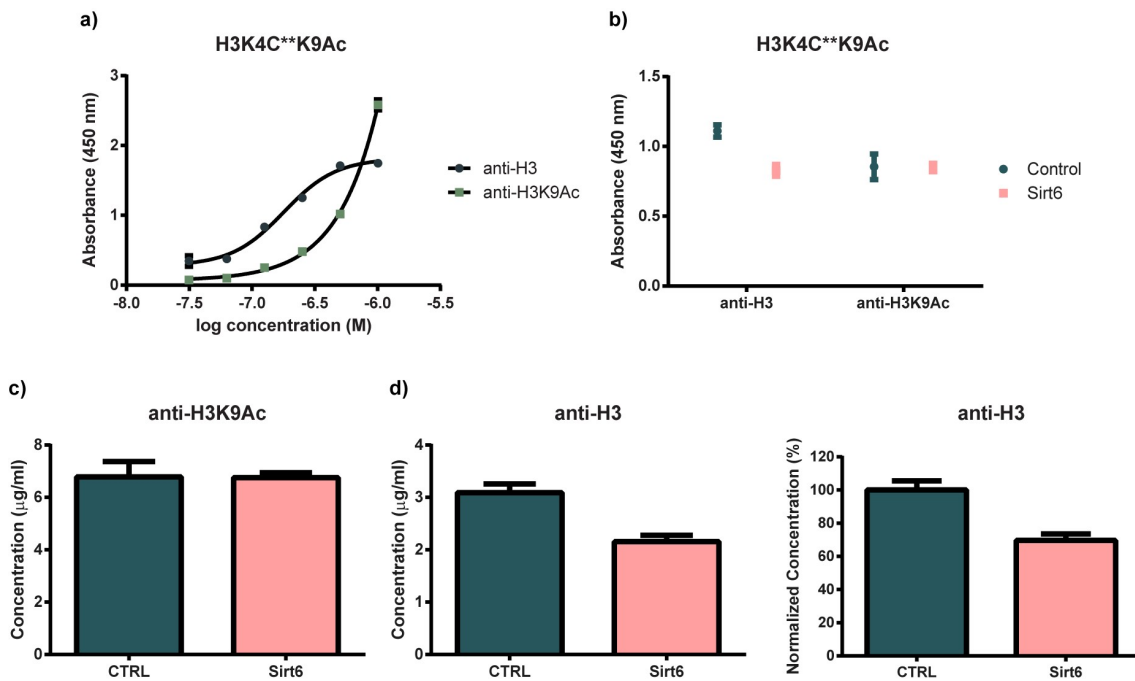 a)
H3K4C**K9Ac
Absorbance (450 nm)
3
2
1
0
-8.0
-7.5
-7.0
-6.5
-6.0
-5.5
log concentration (M)
anti-H3
anti-H3K9Ac
b)
H3K4C**K9Ac
Absorbance (450 nm)
1.5
1.0
0.5
0.0
anti-H3
anti-H3K9Ac
Control
Sirt6
c)
anti-H3K9Ac
Concentration (μg/ml)
8
6
4
2
0
CTRL
Sirt6
d)
anti-H3
Concentration (μg/ml)
4
3
2
1
0
CTRL
Sirt6
anti-H3
Normalized Concentration (%)
120
100
80
60
40
20
0
CTRL
Sirt6